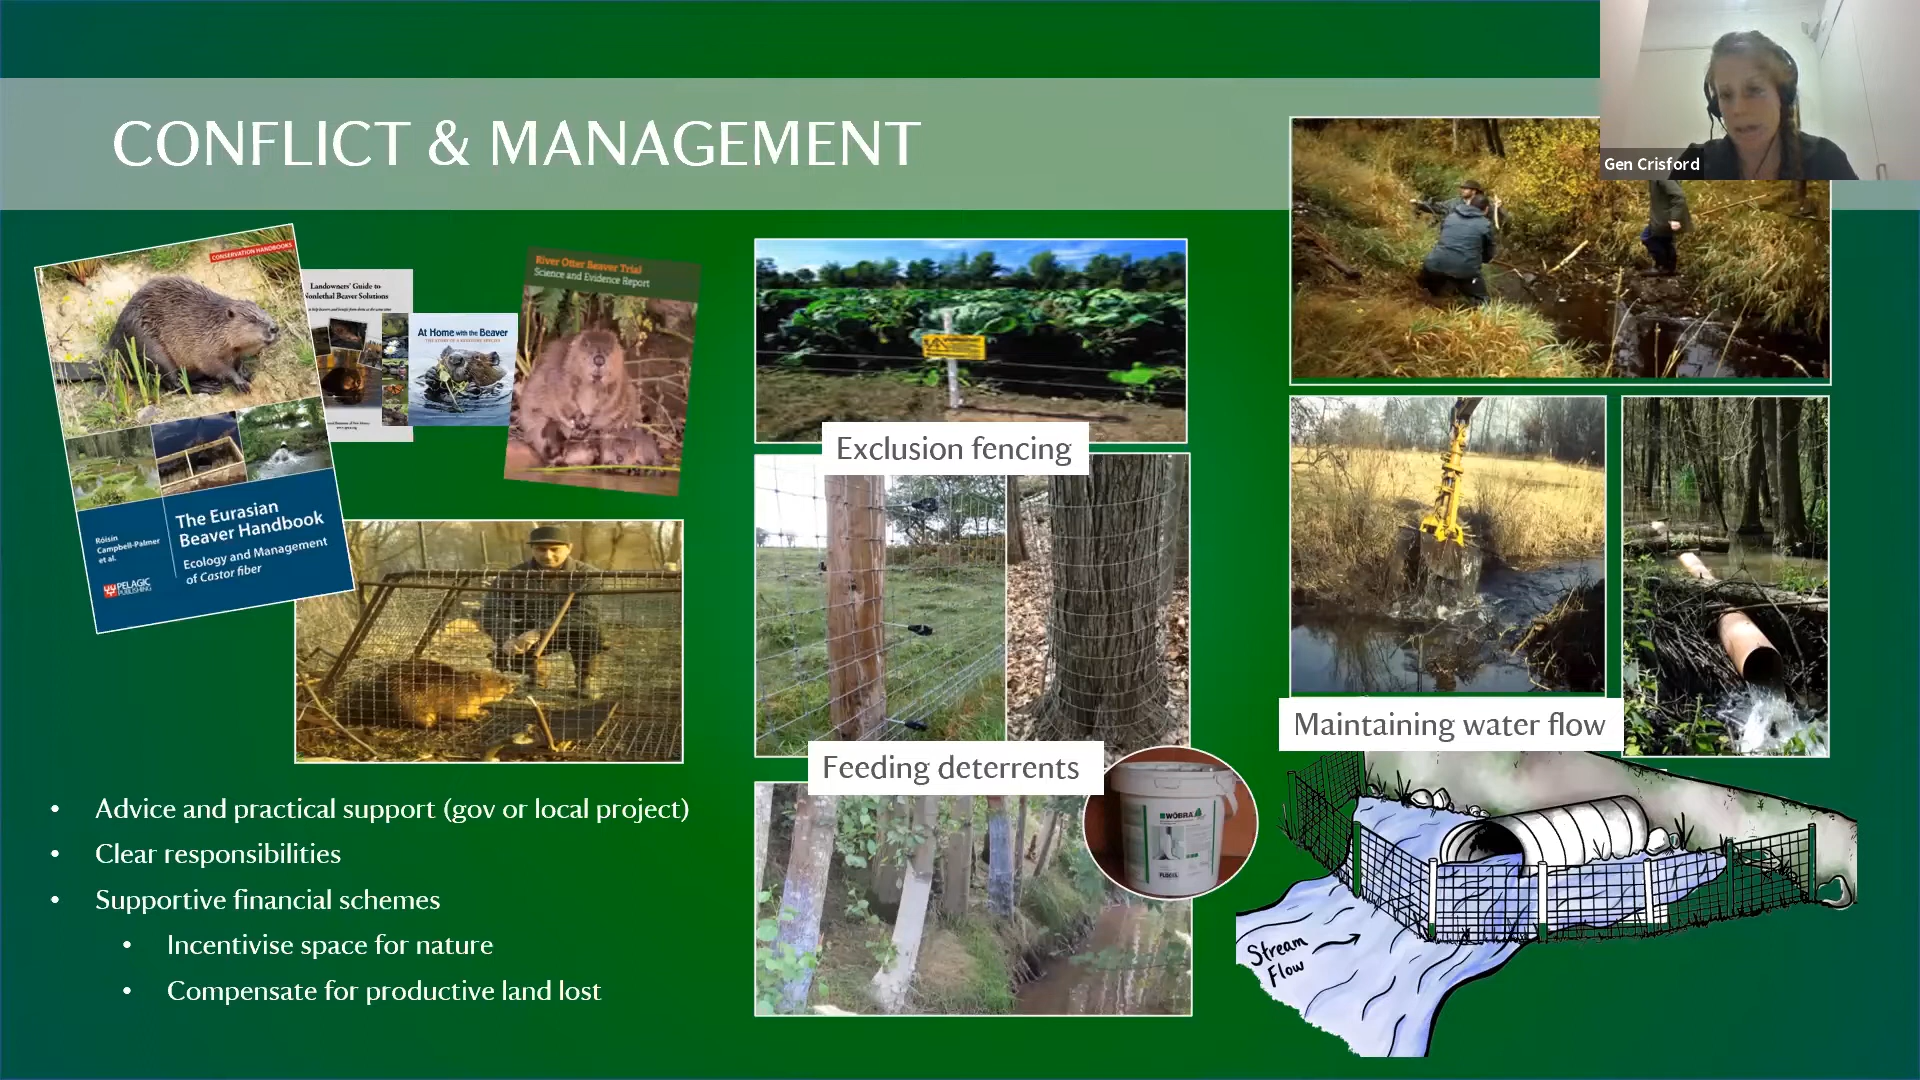 CONFLICT & MANAGEMENT
Gen Crisford
CONSERVATION HANDBOOKS
The Eurasian
Beaver Handbook
Ecology and Management
of Castor fiber
Róisín
Campbell-Palmer
et al.
PELAGIC
PUBLISHING
Landowners' Guide to
Nonlethal Beaver Solutions
At Home with the Beaver
River Otter Beaver Trial
Science and Evidence Report
• Advice and practical support (gov or local project)
• Clear responsibilities
• Supportive financial schemes
• Incentivise space for nature
• Compensate for productive land lost
Exclusion fencing
Feeding deterrents
WÖBRA
FLÜGEL
Maintaining water flow
Stream
Flow